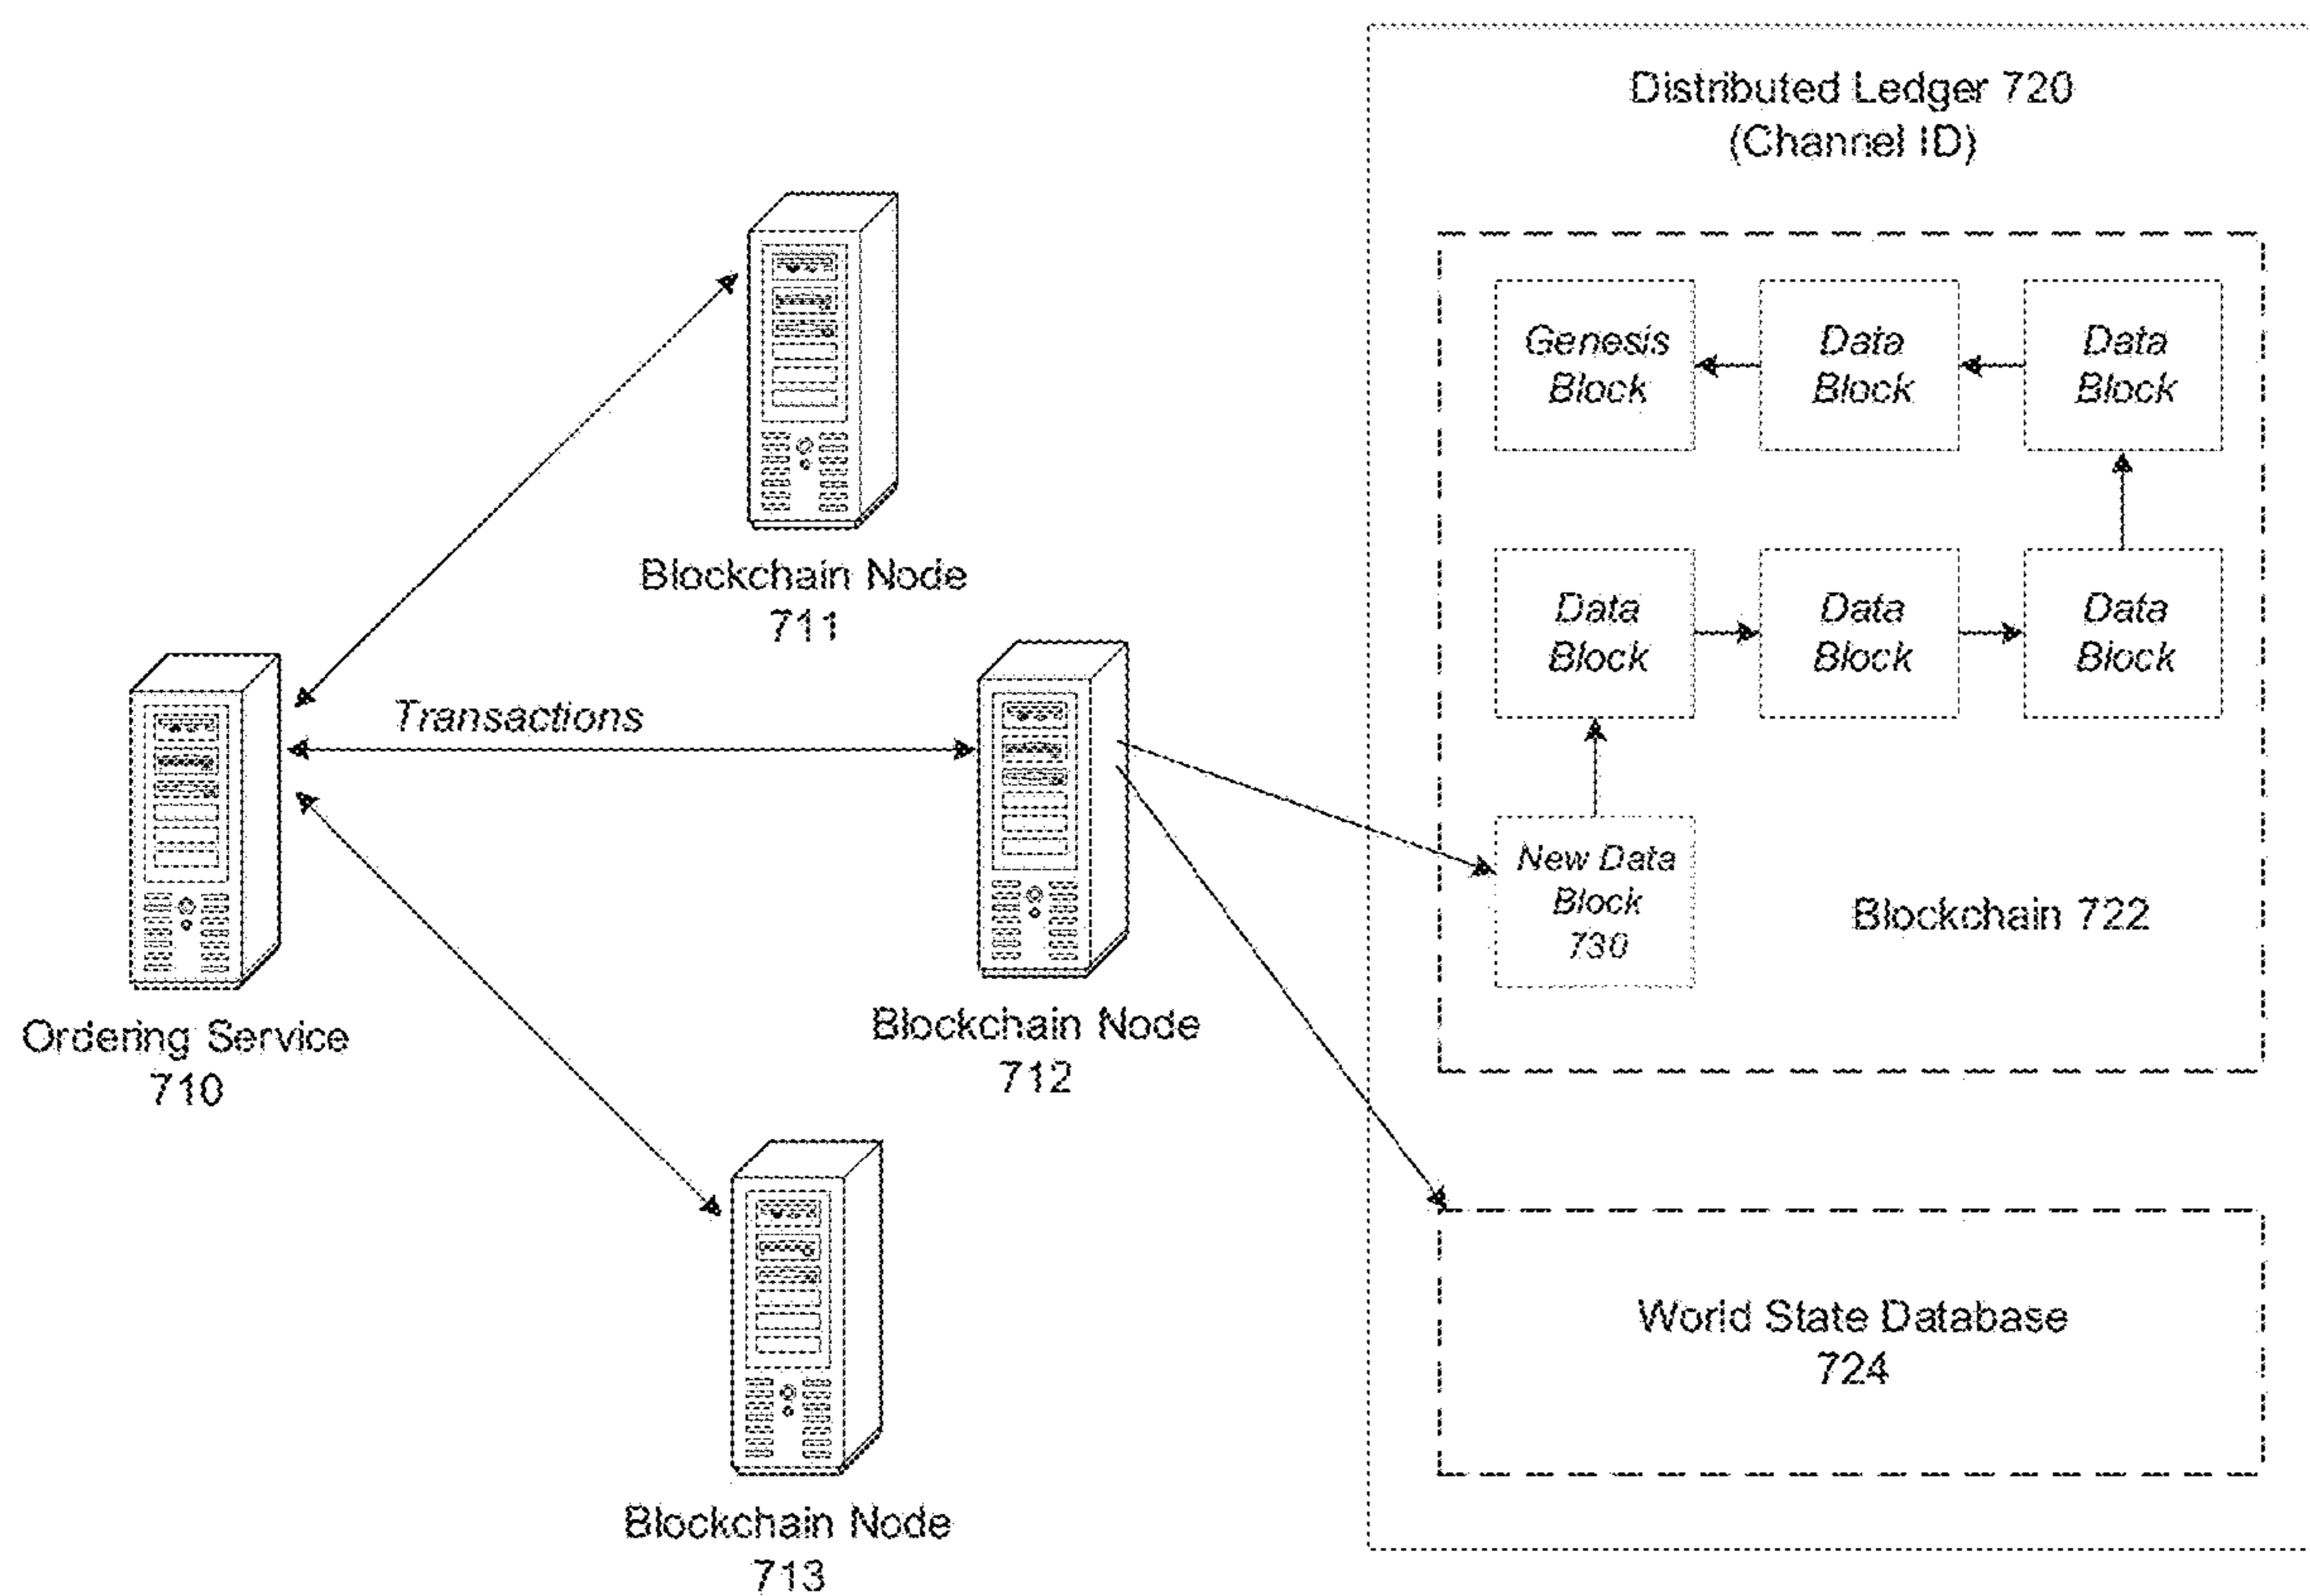 Distributed Ledger 720
(Channel ID)
Genesis
Block
Data
Block
Data
Block
Blockchain Node
711
Data
Block
Data
Block
Data
Block
Transactions
New Data
Block
730
Blockchain 722
Ordering Service
710
Blockchain Node
712
World State Database
724
Blockchain Node
713